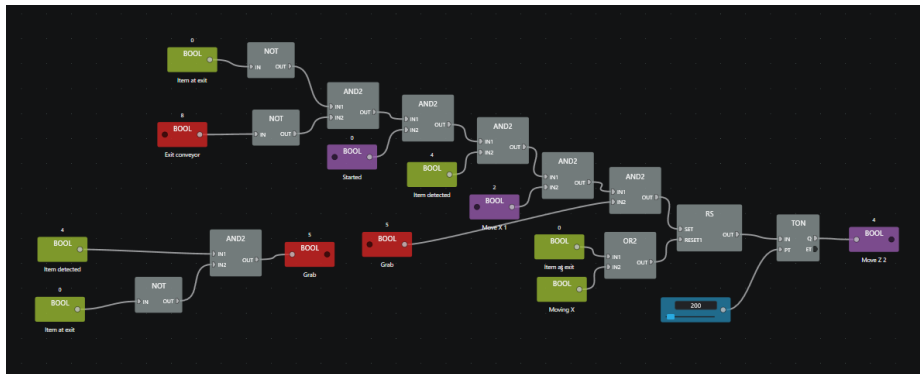 0
BOOL
Item at exit
NOT
IN
OUT
8
BOOL
Exit conveyor
NOT
IN
OUT
AND2
IN1
IN2
OUT
0
BOOL
Started
AND2
IN1
IN2
OUT
4
BOOL
Item detected
AND2
IN1
IN2
OUT
2
BOOL
Move X 1
AND2
IN1
IN2
OUT
5
BOOL
Grab
AND2
IN1
IN2
OUT
0
BOOL
Item at exit
BOOL
Moving X
OR2
IN1
IN2
OUT
RS
SET
RESET1
OUT
200
TON
IN
PT
Q
ET
4
BOOL
Move Z 2
4
BOOL
Item detected
0
BOOL
Item at exit
NOT
IN
OUT
AND2
IN1
IN2
OUT
5
BOOL
Grab